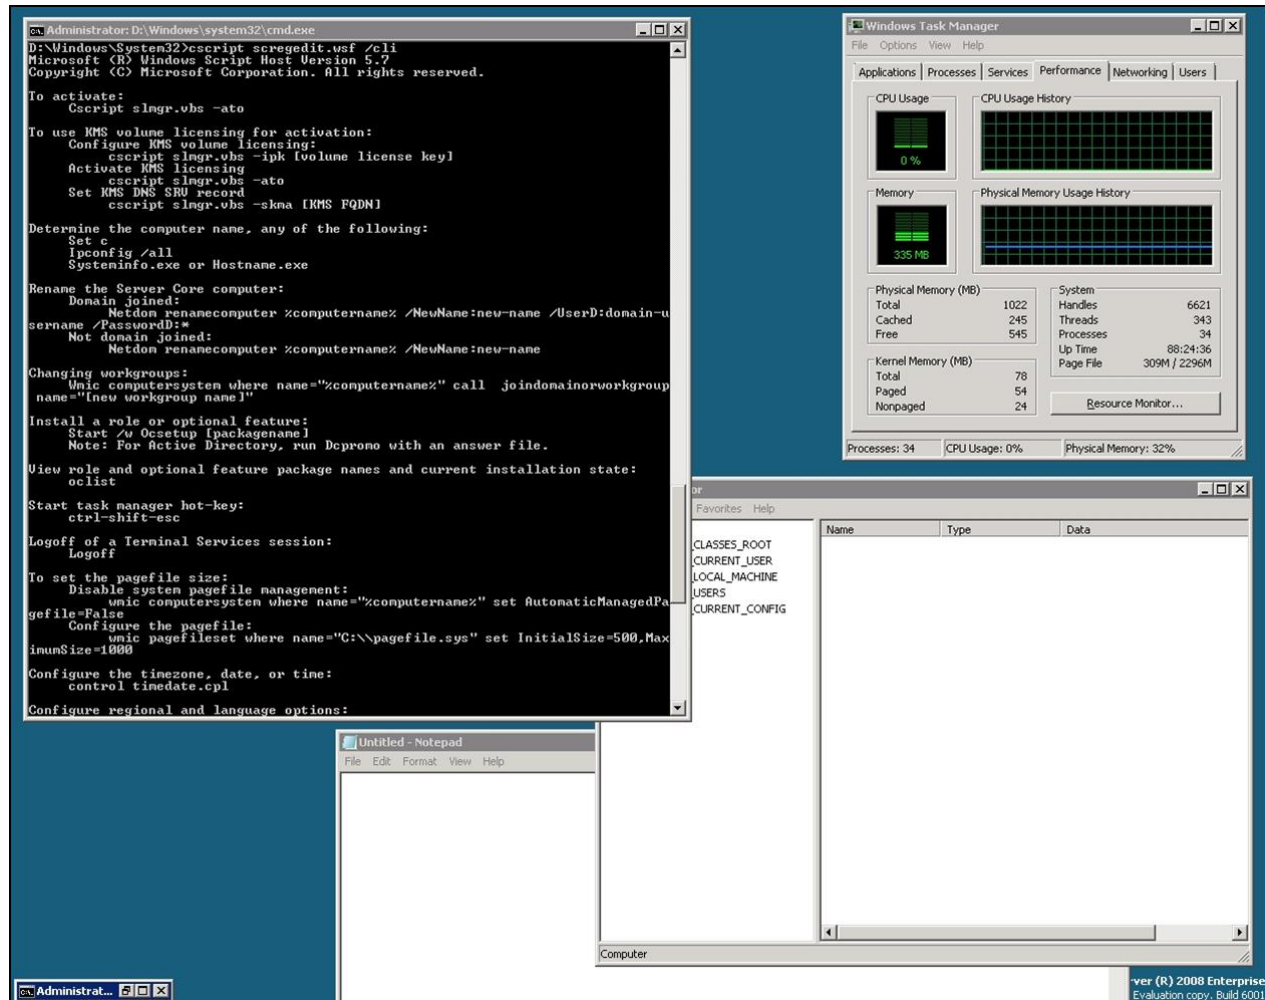 Administrator: D:\Windows\system32\cmd.exe
D:\Windows\System32>cscript scregedit.wsf /cli
Microsoft (R) Windows Script Host Version 5.7
Copyright (C) Microsoft Corporation. All rights reserved.
To activate:
Cscript slmgr.vbs -ato
To use KMS volume licensing for activation:
Configure KMS volume licensing:
cscript slmgr.vbs -ipk [volume license key]
Activate KMS licensing
cscript slmgr.vbs -ato
Set KMS DNS SRV record
cscript slmgr.vbs -skma [KMS FQDN]
Determine the computer name, any of the following:
Set c
Ipconfig /all
Systeminfo.exe or Hostname.exe
Rename the Server Core computer:
Domain joined:
Netdom renamecomputer %computername% /NewName:new-name /UserD:domain-u
sername /PasswordD:*
Not domain joined:
Netdom renamecomputer %computername% /NewName:new-name
Changing workgroups:
Wmic computersystem where name="%computername%" call  joindomainorworkgroup
name="[new workgroup name]"
Install a role or optional feature:
Start /w Ocsetup [packagename]
Note: For Active Directory, run Dcpromo with an answer file.
View role and optional feature package names and current installation state:
oclist
Start task manager hot-key:
ctrl-shift-esc
Logoff of a Terminal Services session:
Logoff
To set the pagefile size:
Disable system pagefile management:
wmic computersystem where name="%computername%" set AutomaticManagedPa
gefile=False
Configure the pagefile:
wmic pagefileset where name="C:\\pagefile.sys" set InitialSize=500,Max
imumSize=1000
Configure the timezone, date, or time:
control timedate.cpl
Configure regional and language options:
Windows Task Manager
File Options View Help
Applications Processes Services Performance Networking Users
CPU Usage CPU Usage History
0 %
Memory Physical Memory Usage History
335 MB
Physical Memory (MB)
Total 1022
Cached 245
Free 545
Kernel Memory (MB)
Total 78
Paged 54
Nonpaged 24
System
Handles 6621
Threads 343
Processes 34
Up Time 88:24:36
Page File 309M / 2296M
Resource Monitor...
Processes: 34 CPU Usage: 0% Physical Memory: 32%
or
Favorites Help
Name Type Data
_CLASSES_ROOT
_CURRENT_USER
_LOCAL_MACHINE
_USERS
_CURRENT_CONFIG
Computer
Untitled - Notepad
File Edit Format View Help
Administrat...
ver (R) 2008 Enterprise
Evaluation copy. Build 6001